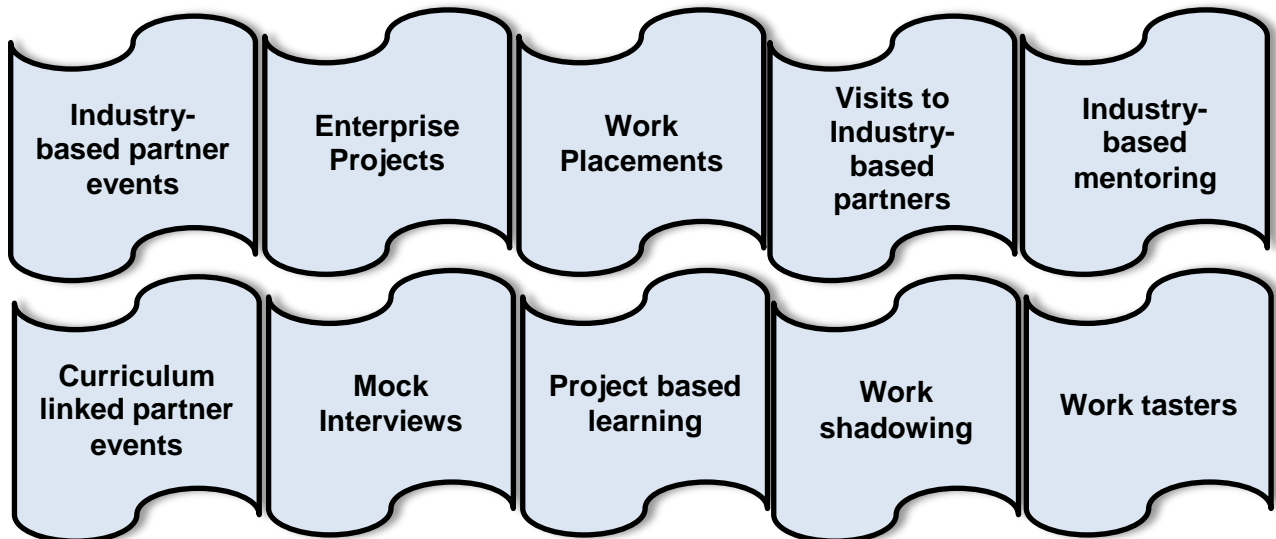 Industry-
based partner
events
Enterprise
Projects
Work
Placements
Visits to
Industry-
based
partners
Industry-
based
mentoring
Curriculum
linked partner
events
Mock
Interviews
Project based
learning
Work
shadowing
Work tasters